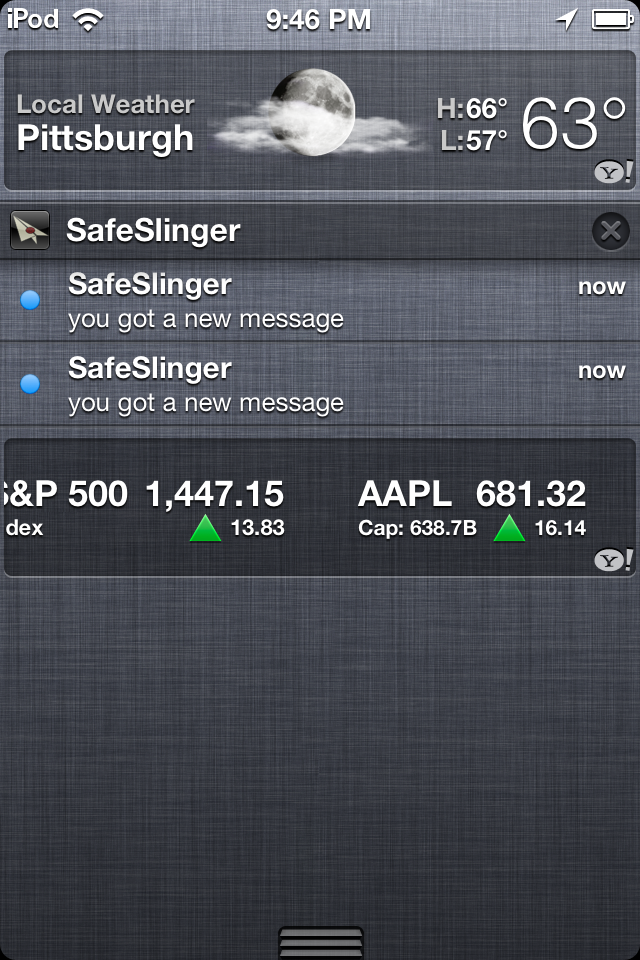 iPod 9:46 PM
Local Weather
Pittsburgh
H:66°
L:57°
63°
Y!
SafeSlinger
SafeSlinger now
you got a new message
SafeSlinger now
you got a new message
S&P 500 1,447.15
dex 13.83
AAPL 681.32
Cap: 638.7B 16.14
Y!